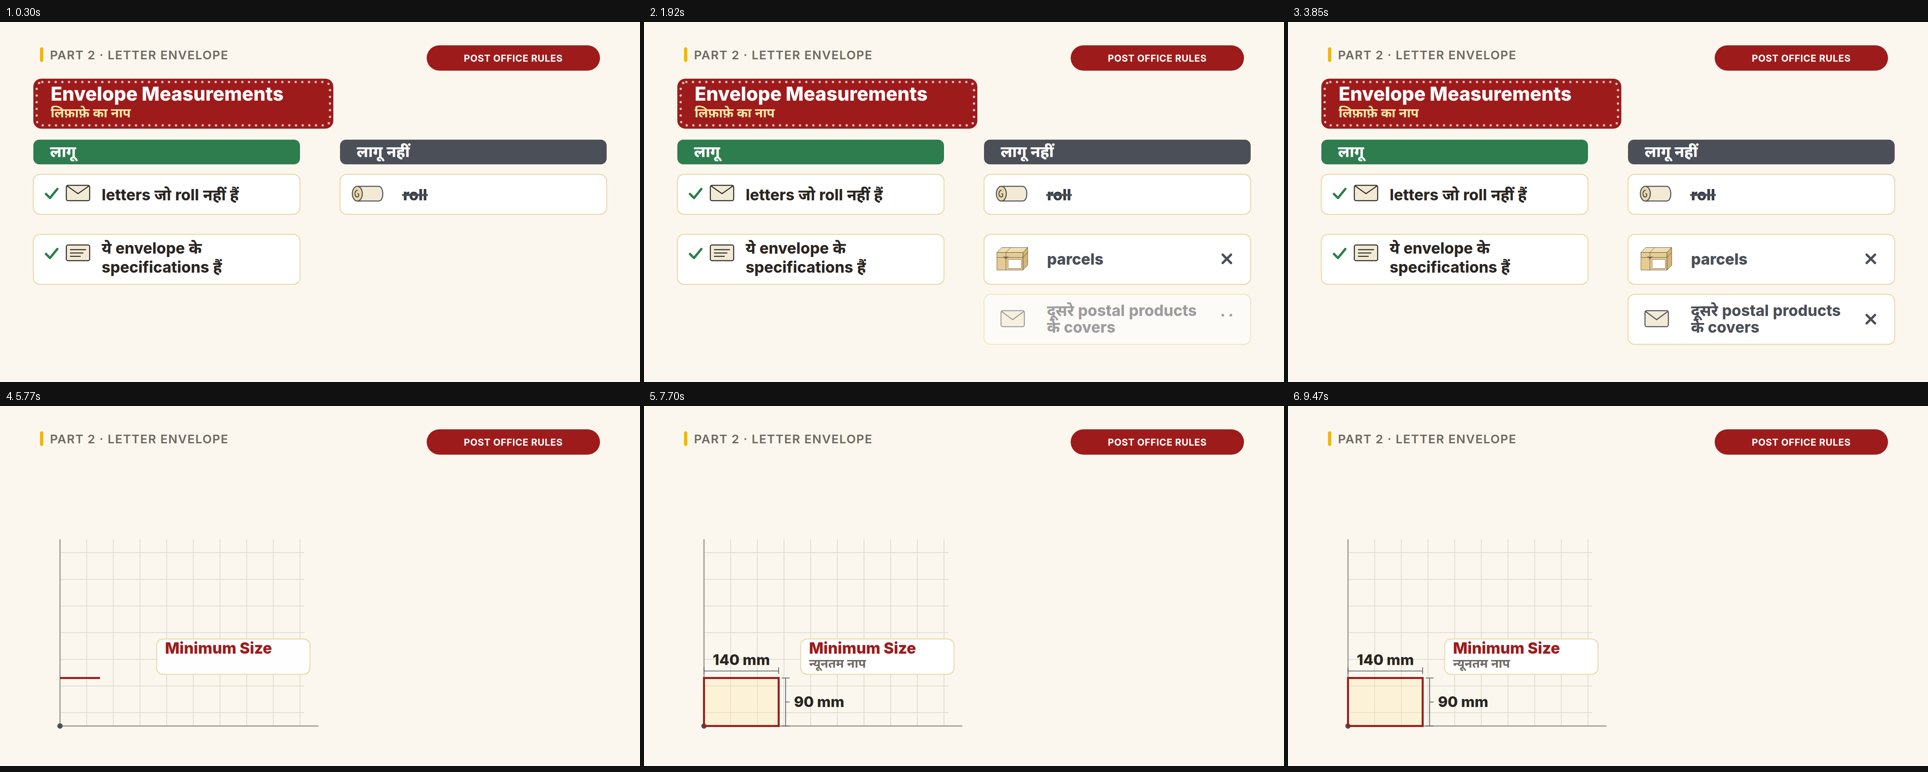 1. 0.30s
PART 2 · LETTER ENVELOPE
POST OFFICE RULES
Envelope Measurements
लिफ़ाफ़े का नाप
लागू
लागू नहीं
letters जो roll नहीं हैं
roll
ये envelope के
specifications हैं
2. 1.92s
PART 2 · LETTER ENVELOPE
POST OFFICE RULES
Envelope Measurements
लिफ़ाफ़े का नाप
लागू
लागू नहीं
letters जो roll नहीं हैं
roll
ये envelope के
specifications हैं
parcels
दूसरे postal products
के covers
3. 3.85s
PART 2 · LETTER ENVELOPE
POST OFFICE RULES
Envelope Measurements
लिफ़ाफ़े का नाप
लागू
लागू नहीं
letters जो roll नहीं हैं
roll
ये envelope के
specifications हैं
parcels
दूसरे postal products
के covers
4. 5.77s
PART 2 · LETTER ENVELOPE
POST OFFICE RULES
Minimum Size
5. 7.70s
PART 2 · LETTER ENVELOPE
POST OFFICE RULES
Minimum Size
न्यूनतम नाप
140 mm
90 mm
6. 9.47s
PART 2 · LETTER ENVELOPE
POST OFFICE RULES
Minimum Size
न्यूनतम नाप
140 mm
90 mm